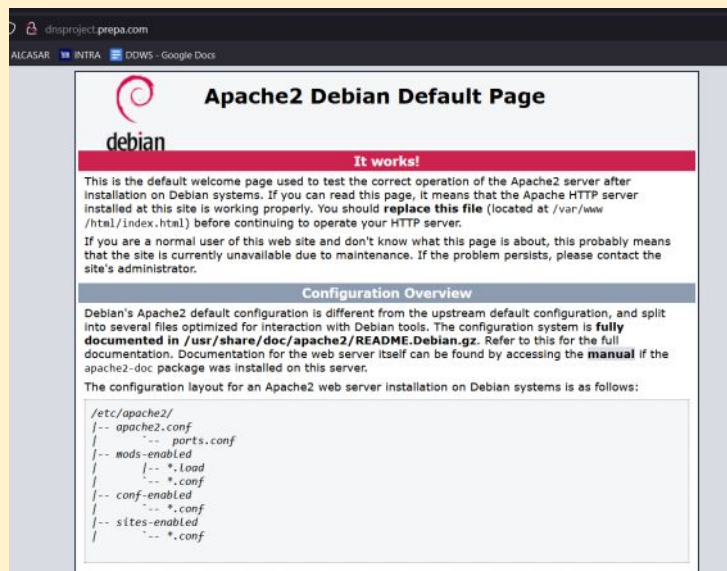 dnsproject.prepa.com
ALCASAR INTRA DDWS - Google Docs
Apache2 Debian Default Page
debian
It works!
This is the default welcome page used to test the correct operation of the Apache2 server after
installation on Debian systems. If you can read this page, it means that the Apache HTTP server
installed at this site is working properly. You should replace this file (located at /var/www
/html/index.html) before continuing to operate your HTTP server.
If you are a normal user of this web site and don't know what this page is about, this probably means
that the site is currently unavailable due to maintenance. If the problem persists, please contact the
site's administrator.
Configuration Overview
Debian's Apache2 default configuration is different from the upstream default configuration, and split
into several files optimized for interaction with Debian tools. The configuration system is fully
documented in /usr/share/doc/apache2/README.Debian.gz. Refer to this for the full
documentation. Documentation for the web server itself can be found by accessing the manual if the
apache2-doc package was installed on this server.
The configuration layout for an Apache2 web server installation on Debian systems is as follows:
/etc/apache2/
|-- apache2.conf
|       `--  ports.conf
|-- mods-enabled
|       |-- *.load
|       `-- *.conf
|-- conf-enabled
|       `-- *.conf
|-- sites-enabled
|       `-- *.conf